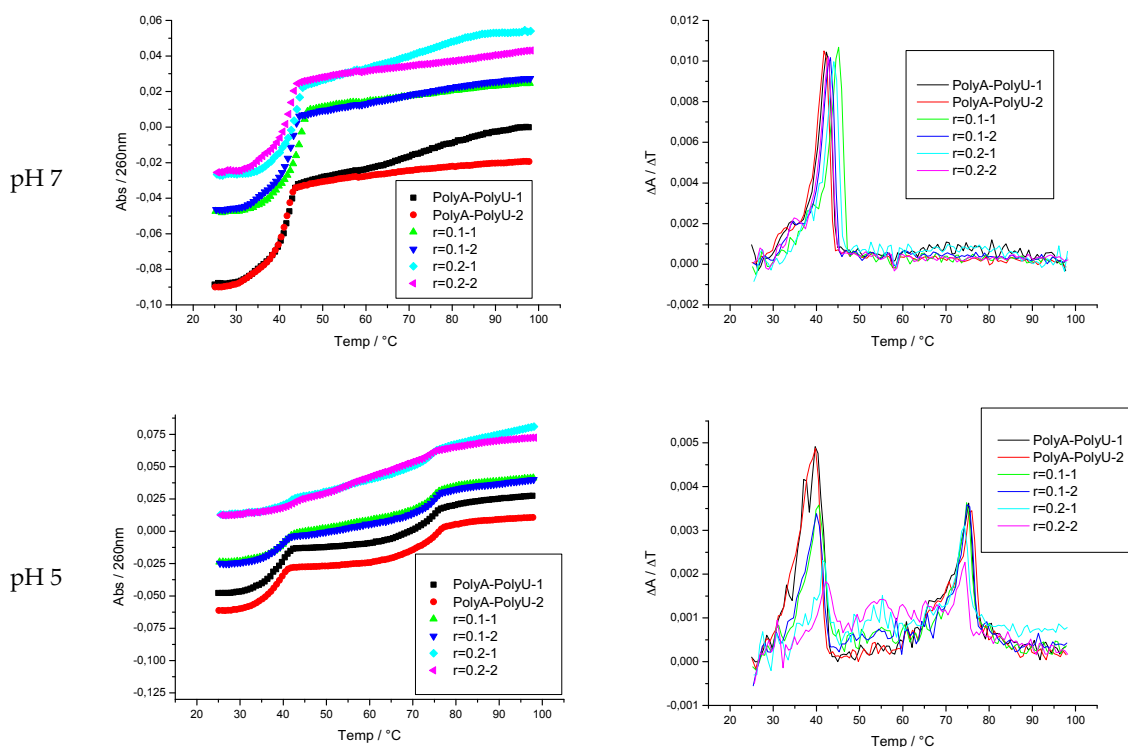 pH 7
0,06
0,04
0,02
0,00
-0,02
-0,04
-0,06
-0,08
-0,10
Abs / 260nm
20 30 40 50 60 70 80 90 100
Temp / °C
PolyA-PolyU-1
PolyA-PolyU-2
r=0.1-1
r=0.1-2
r=0.2-1
r=0.2-2
0,012
0,010
0,008
0,006
0,004
0,002
0,000
-0,002
ΔA / ΔT
20 30 40 50 60 70 80 90 100
Temp / °C
PolyA-PolyU-1
PolyA-PolyU-2
r=0.1-1
r=0.1-2
r=0.2-1
r=0.2-2
pH 5
0,075
0,050
0,025
0,000
-0,025
-0,050
-0,075
-0,100
-0,125
Abs / 260nm
20 30 40 50 60 70 80 90 100
Temp / °C
PolyA-PolyU-1
PolyA-PolyU-2
r=0.1-1
r=0.1-2
r=0.2-1
r=0.2-2
0,005
0,004
0,003
0,002
0,001
0,000
-0,001
ΔA / ΔT
20 30 40 50 60 70 80 90 100
Temp / °C
PolyA-PolyU-1
PolyA-PolyU-2
r=0.1-1
r=0.1-2
r=0.2-1
r=0.2-2